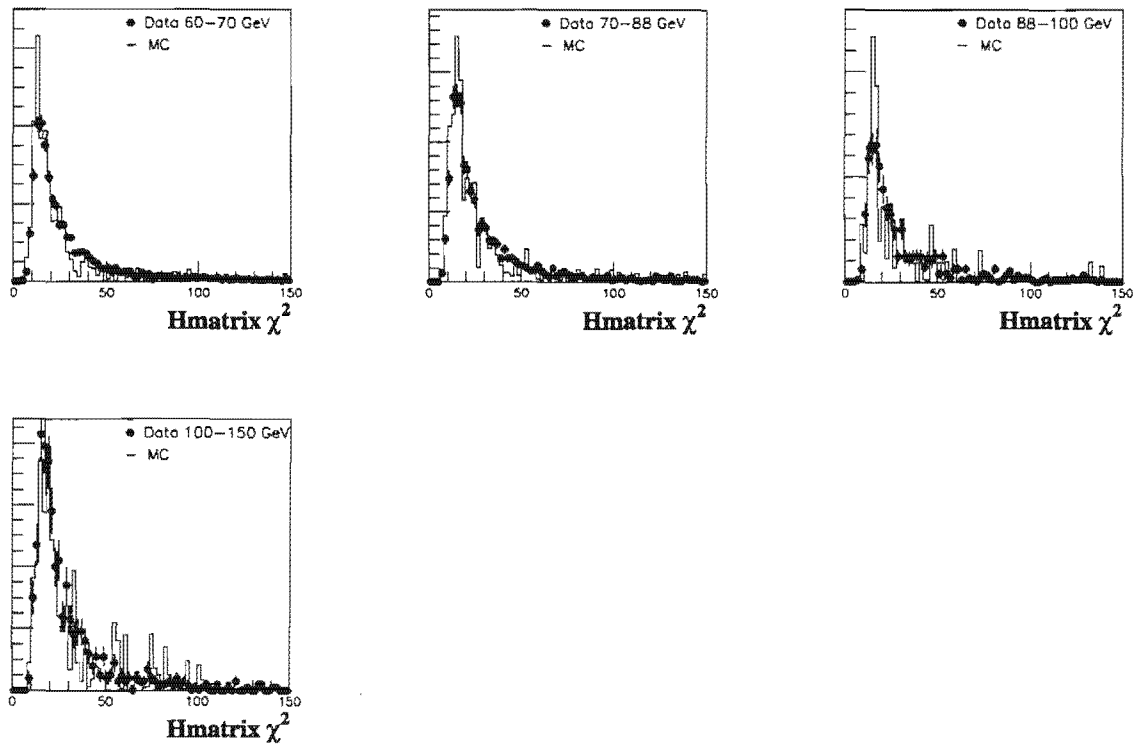 Data 60-70 GeV
MC
0 50 100 150
Hmatrix χ²
Data 70-88 GeV
MC
0 50 100 150
Hmatrix χ²
Data 88-100 GeV
MC
0 50 100 150
Hmatrix χ²
Data 100-150 GeV
MC
0 50 100 150
Hmatrix χ²